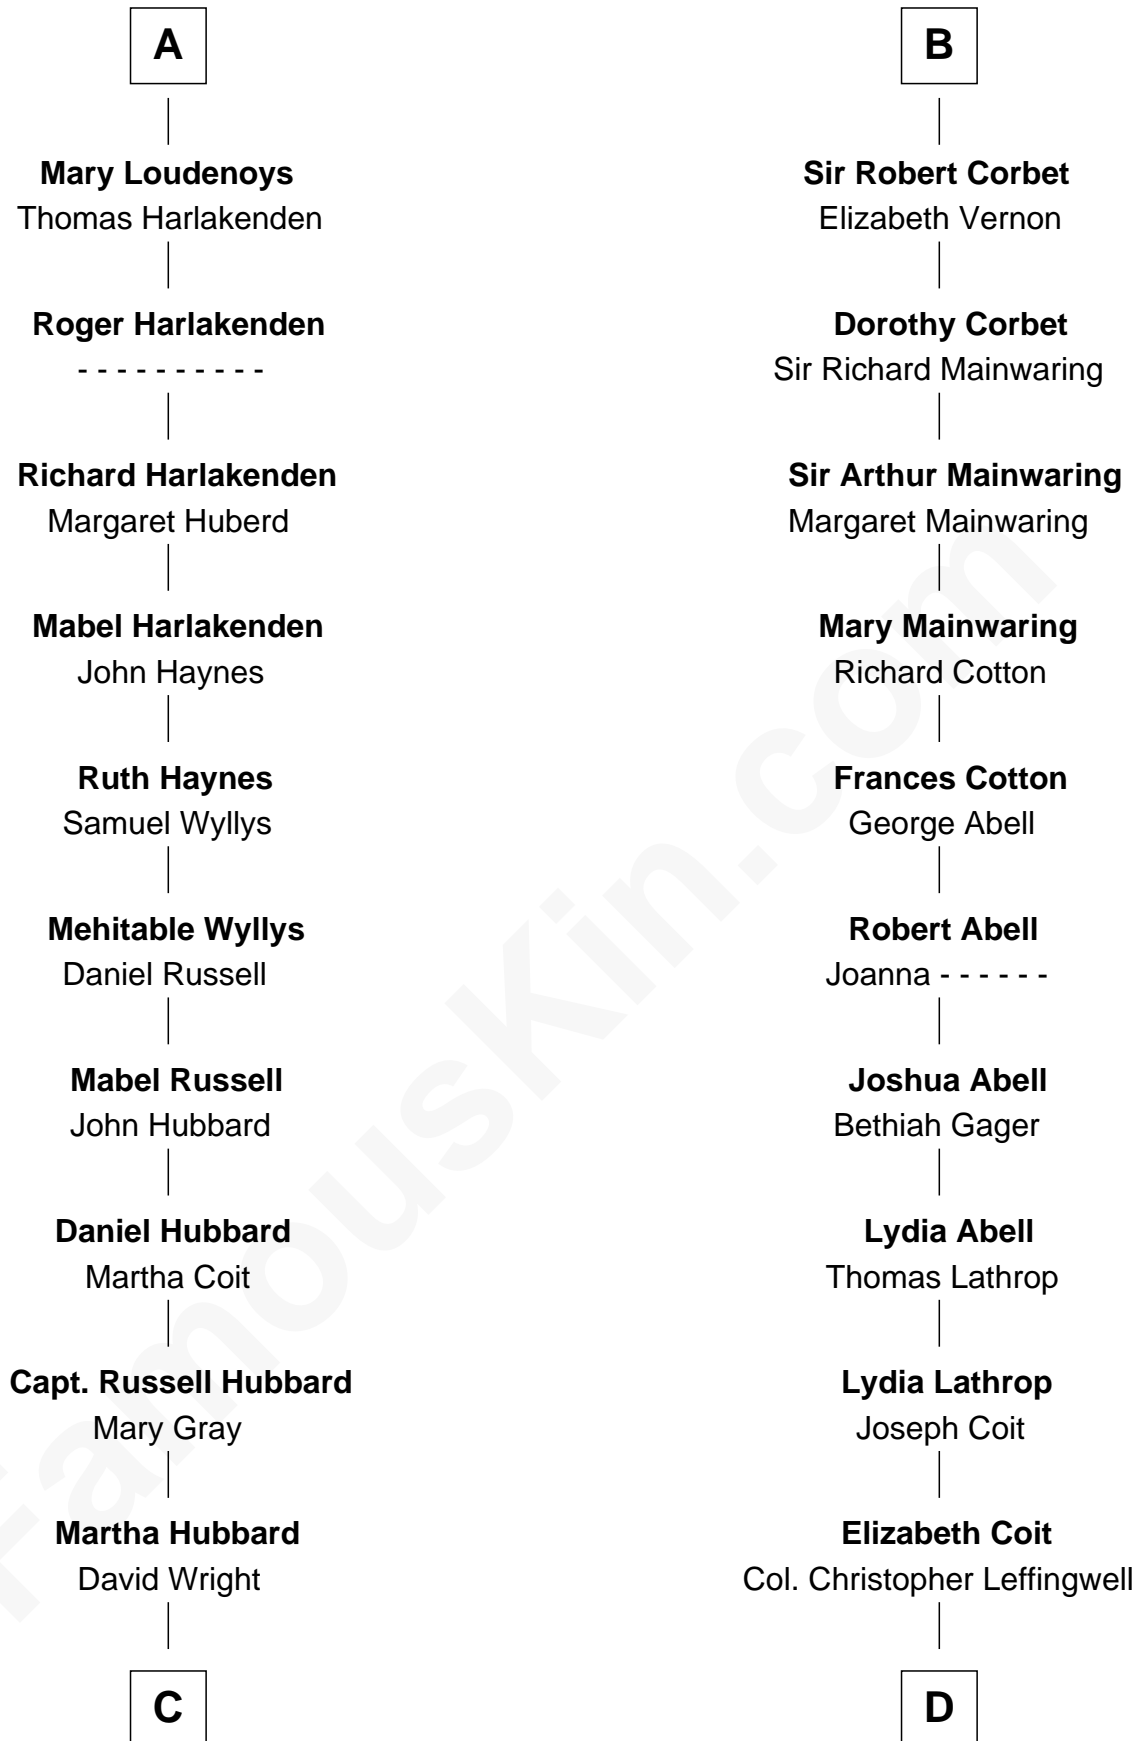 A
Mary Loudenoys
Thomas Harlakenden
Roger Harlakenden
- - - - - - - - - -
Richard Harlakenden
Margaret Huberd
Mabel Harlakenden
John Haynes
Ruth Haynes
Samuel Wyllys
Mehitable Wyllys
Daniel Russell
Mabel Russell
John Hubbard
Daniel Hubbard
Martha Coit
Capt. Russell Hubbard
Mary Gray
Martha Hubbard
David Wright
C
B
Sir Robert Corbet
Elizabeth Vernon
Dorothy Corbet
Sir Richard Mainwaring
Sir Arthur Mainwaring
Margaret Mainwaring
Mary Mainwaring
Richard Cotton
Frances Cotton
George Abell
Robert Abell
Joanna - - - - - -
Joshua Abell
Bethiah Gager
Lydia Abell
Thomas Lathrop
Lydia Lathrop
Joseph Coit
Elizabeth Coit
Col. Christopher Leffingwell
D
FamousKin.com